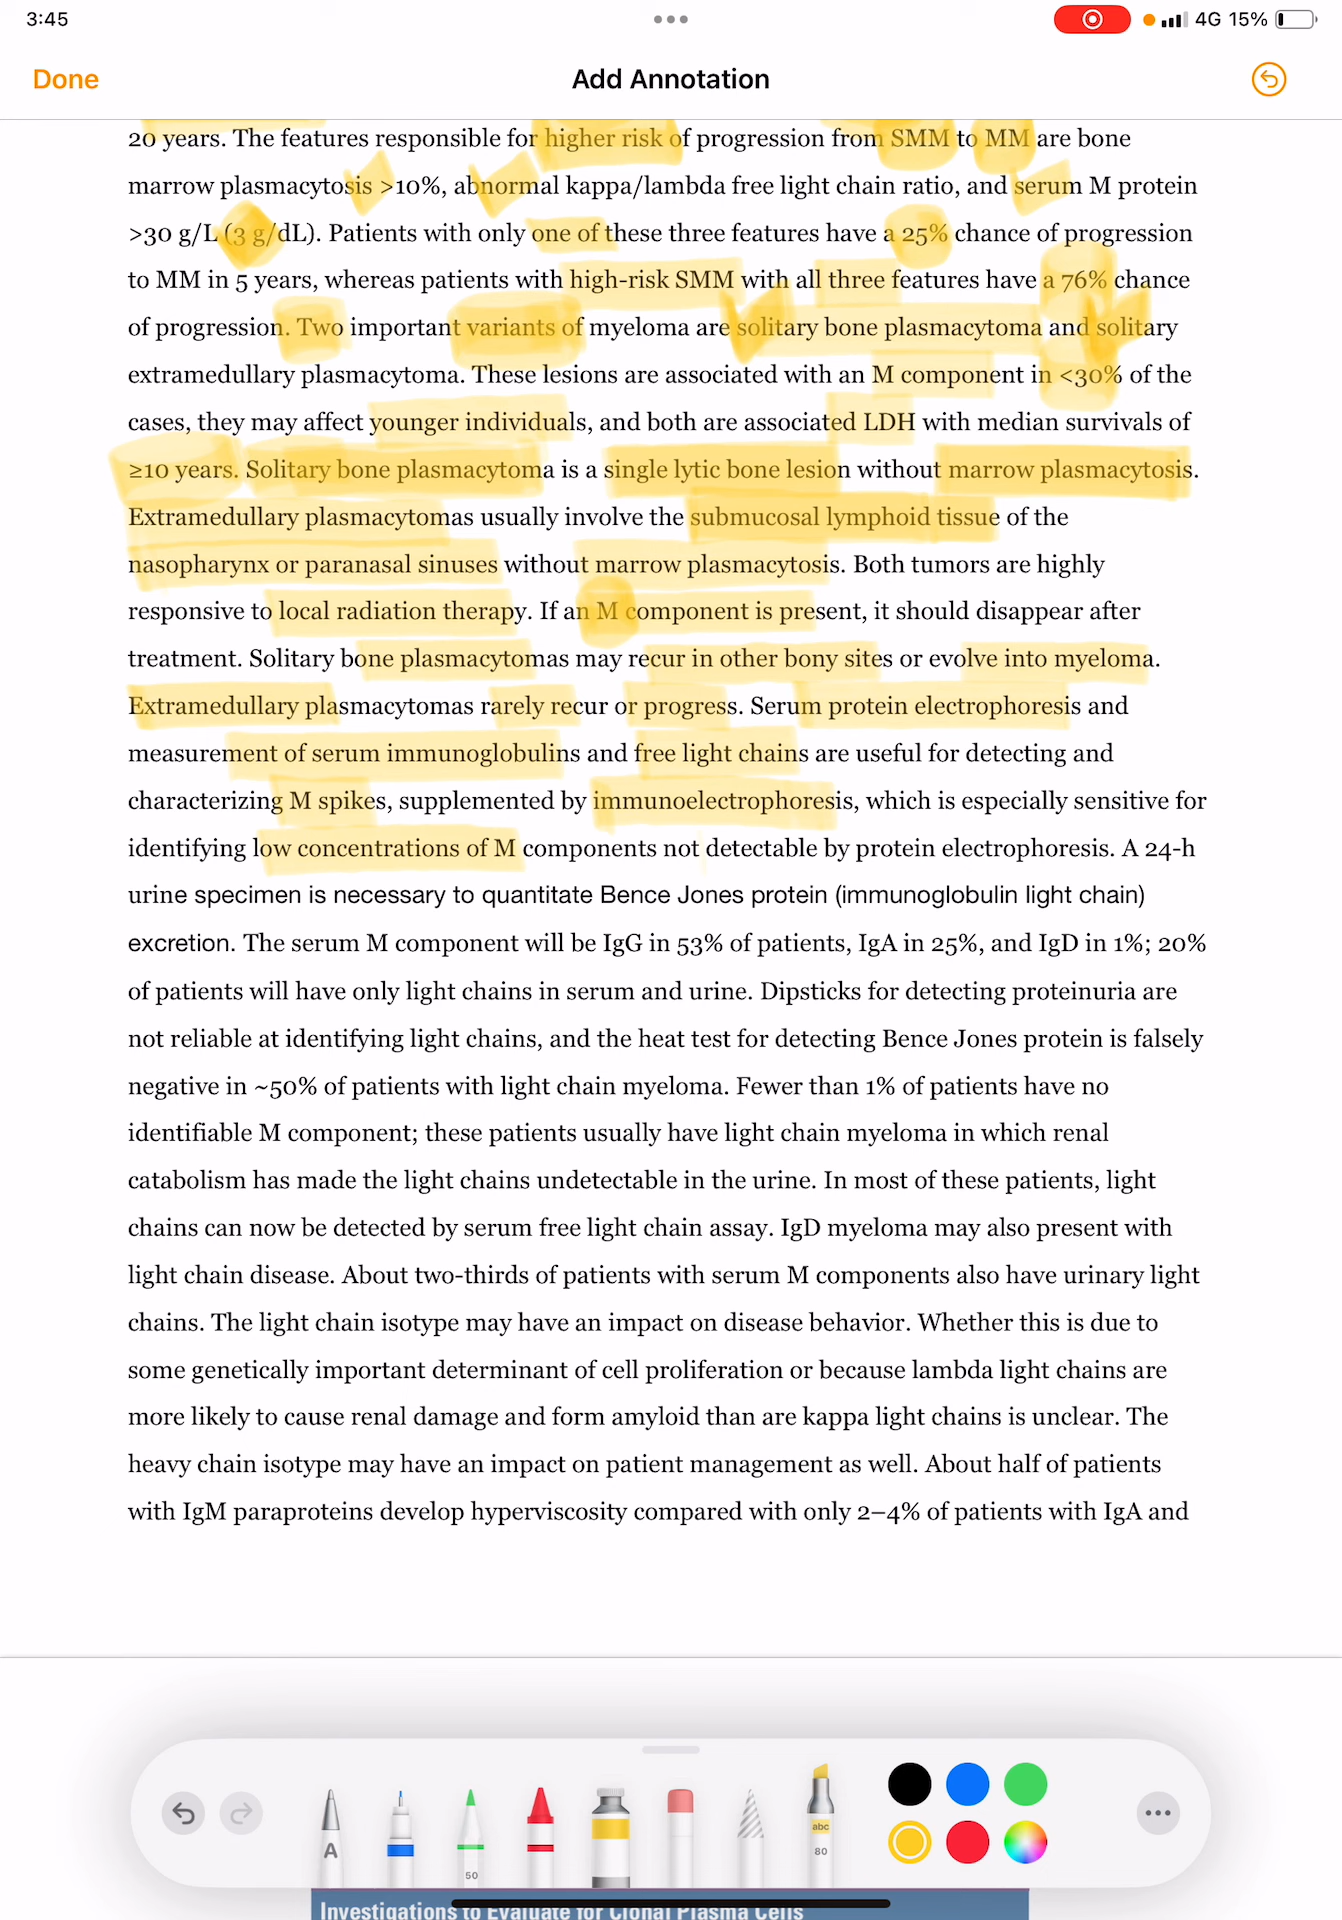 3:45
4G 15%
Done
Add Annotation
20 years. The features responsible for higher risk of progression from SMM to MM are bone
marrow plasmacytosis >10%, abnormal kappa/lambda free light chain ratio, and serum M protein
>30 g/L (3 g/dL). Patients with only one of these three features have a 25% chance of progression
to MM in 5 years, whereas patients with high-risk SMM with all three features have a 76% chance
of progression. Two important variants of myeloma are solitary bone plasmacytoma and solitary
extramedullary plasmacytoma. These lesions are associated with an M component in <30% of the
cases, they may affect younger individuals, and both are associated LDH with median survivals of
≥10 years. Solitary bone plasmacytoma is a single lytic bone lesion without marrow plasmacytosis.
Extramedullary plasmacytomas usually involve the submucosal lymphoid tissue of the
nasopharynx or paranasal sinuses without marrow plasmacytosis. Both tumors are highly
responsive to local radiation therapy. If an M component is present, it should disappear after
treatment. Solitary bone plasmacytomas may recur in other bony sites or evolve into myeloma.
Extramedullary plasmacytomas rarely recur or progress. Serum protein electrophoresis and
measurement of serum immunoglobulins and free light chains are useful for detecting and
characterizing M spikes, supplemented by immunoelectrophoresis, which is especially sensitive for
identifying low concentrations of M components not detectable by protein electrophoresis. A 24-h
urine specimen is necessary to quantitate Bence Jones protein (immunoglobulin light chain)
excretion. The serum M component will be IgG in 53% of patients, IgA in 25%, and IgD in 1%; 20%
of patients will have only light chains in serum and urine. Dipsticks for detecting proteinuria are
not reliable at identifying light chains, and the heat test for detecting Bence Jones protein is falsely
negative in ~50% of patients with light chain myeloma. Fewer than 1% of patients have no
identifiable M component; these patients usually have light chain myeloma in which renal
catabolism has made the light chains undetectable in the urine. In most of these patients, light
chains can now be detected by serum free light chain assay. IgD myeloma may also present with
light chain disease. About two-thirds of patients with serum M components also have urinary light
chains. The light chain isotype may have an impact on disease behavior. Whether this is due to
some genetically important determinant of cell proliferation or because lambda light chains are
more likely to cause renal damage and form amyloid than are kappa light chains is unclear. The
heavy chain isotype may have an impact on patient management as well. About half of patients
with IgM paraproteins develop hyperviscosity compared with only 2–4% of patients with IgA and
A
50
abc
80
Investigations to Evaluate for Clonal Plasma Cells